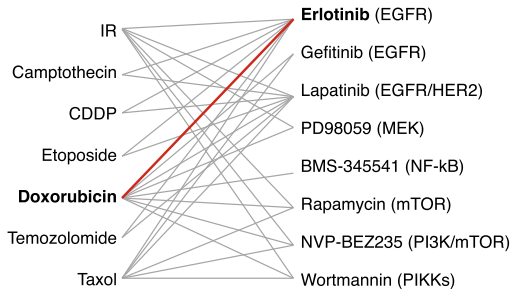 IR
Camptothecin
CDDP
Etoposide
Doxorubicin
Temozolomide
Taxol
Erlotinib (EGFR)
Gefitinib (EGFR)
Lapatinib (EGFR/HER2)
PD98059 (MEK)
BMS-345541 (NF-kB)
Rapamycin (mTOR)
NVP-BEZ235 (PI3K/mTOR)
Wortmannin (PIKKs)